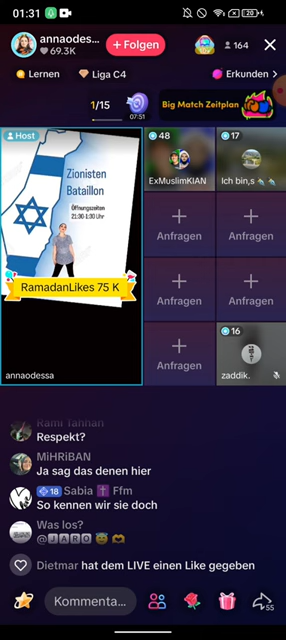 01:31
20
annaodes...
69.3K
+ Folgen
164
Lernen
Liga C4
Erkunden
1/15
07:51
Big Match Zeitplan
Host
Zionisten
Bataillon
Öffnungszeiten
21:30-1:30 Uhr
RamadanLikes 75 K
annaodessa
48
ExMuslimKIAN
17
Ich bin,s
Anfragen
Anfragen
Anfragen
Anfragen
Anfragen
16
zaddik.
Rami Tahhan
Respekt?
MiHRiBAN
Ja sag das denen hier
18 Sabia ✝️ Ffm
So kennen wir sie doch
Was los?
@JARO 😇 🫶
Dietmar hat dem LIVE einen Like gegeben
Kommenta...
55